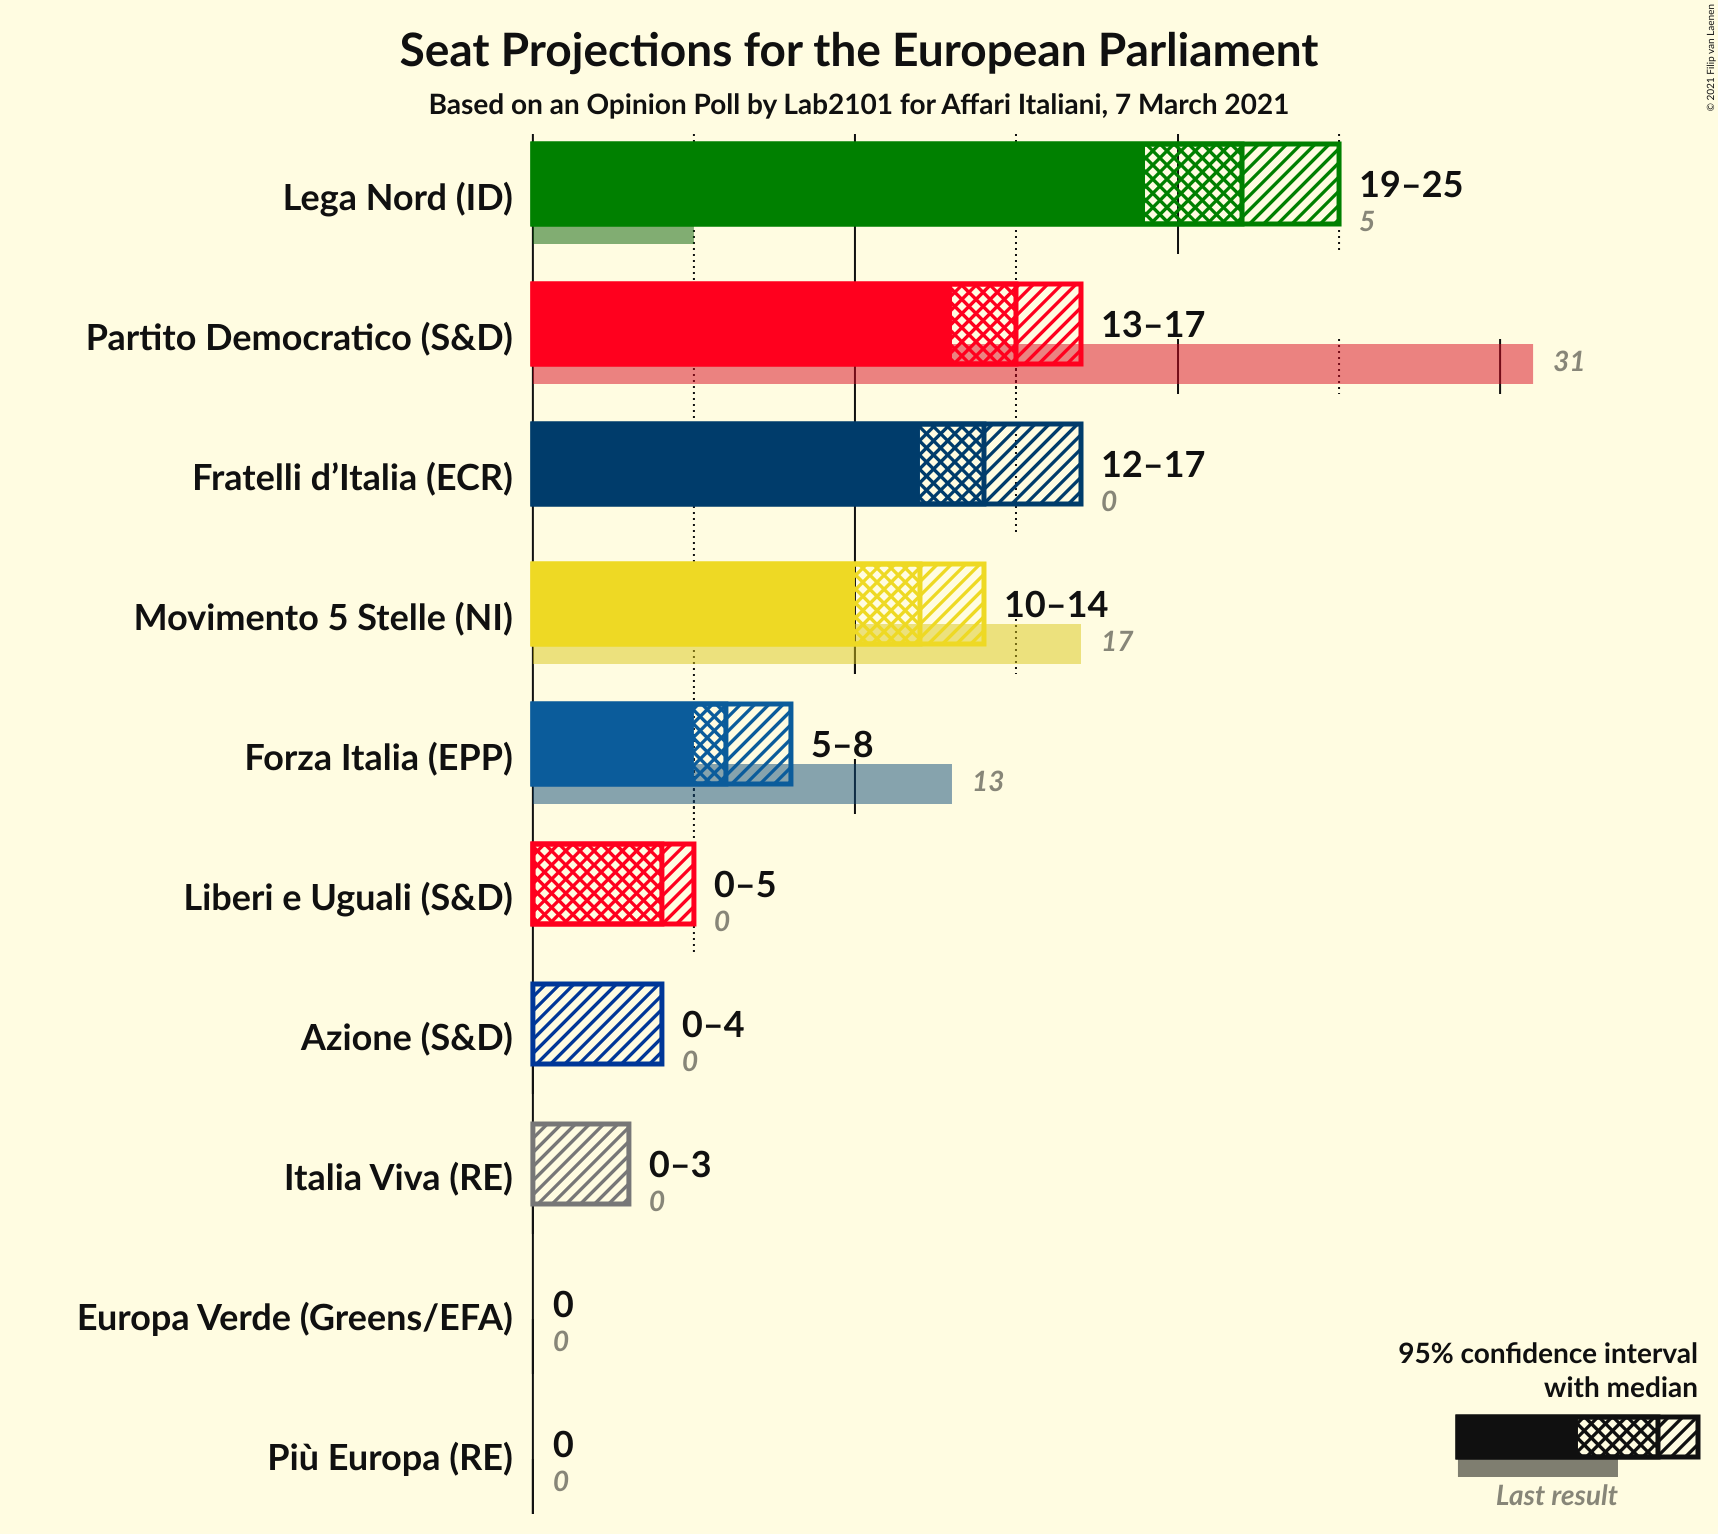 Seat Projections for the European Parliament
Based on an Opinion Poll by Lab2101 for Affari Italiani, 7 March 2021
© 2021 Filip van Laenen
Lega Nord (ID)
19–25
5
Partito Democratico (S&D)
13–17
31
Fratelli d’Italia (ECR)
12–17
0
Movimento 5 Stelle (NI)
10–14
17
Forza Italia (EPP)
5–8
13
Liberi e Uguali (S&D)
0–5
0
Azione (S&D)
0–4
0
Italia Viva (RE)
0–3
0
Europa Verde (Greens/EFA)
0
0
Più Europa (RE)
0
0
95% confidence interval
with median
Last result